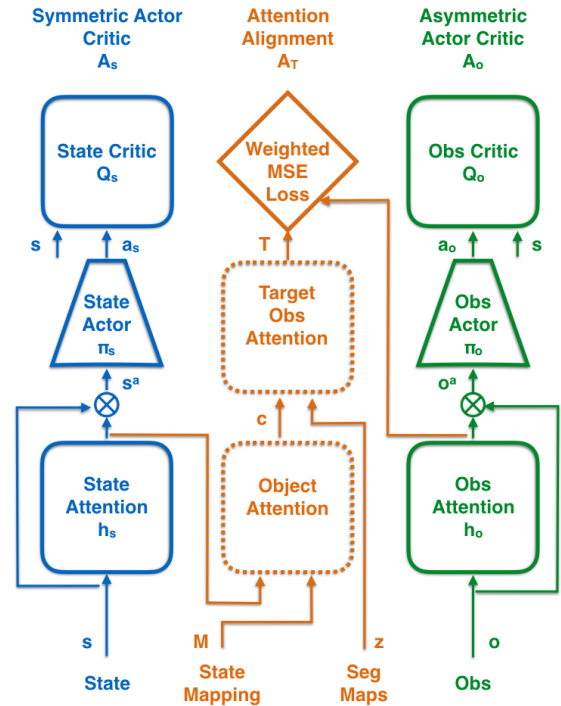 Symmetric Actor
Critic
As
Attention
Alignment
AT
Asymmetric
Actor Critic
Ao
State Critic
Qs
Weighted
MSE
Loss
Obs Critic
Qo
s
as
T
ao
s
State
Actor
πs
Target
Obs
Attention
Obs
Actor
πo
sa
oa
c
State
Attention
hs
Object
Attention
Obs
Attention
ho
s
M
z
o
State
State
Mapping
Seg
Maps
Obs